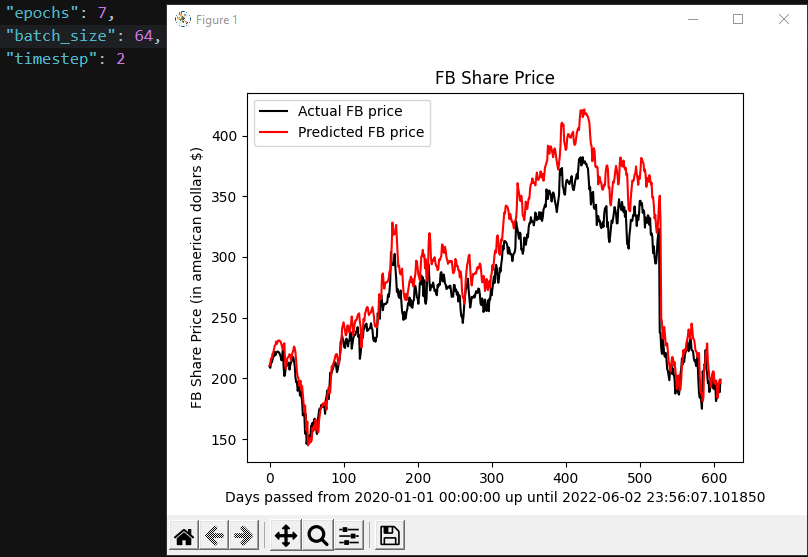 "epochs": 7,
"batch_size": 64,
"timestep": 2
Figure 1
FB Share Price
Actual FB price
Predicted FB price
FB Share Price (in american dollars $)
400
350
300
250
200
150
0 100 200 300 400 500 600
Days passed from 2020-01-01 00:00:00 up until 2022-06-02 23:56:07.101850